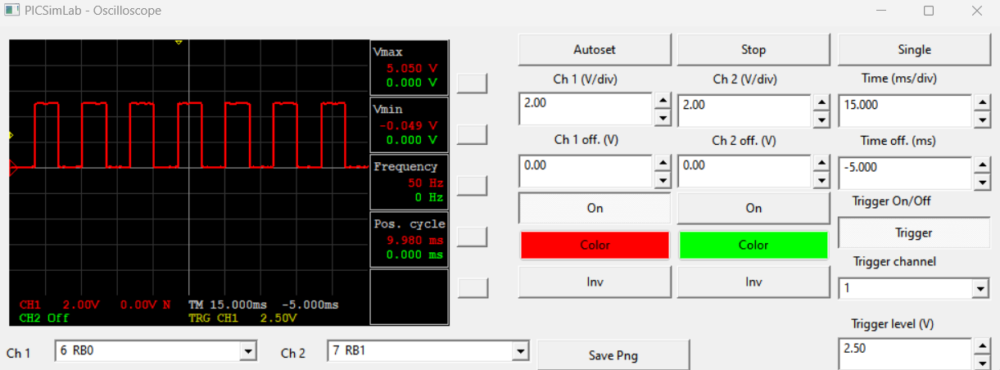 PICSimLab - Oscilloscope
Vmax
5.050 V
0.000 V
Vmin
-0.049 V
0.000 V
Frequency
50 Hz
0 Hz
Pos. cycle
9.980 ms
0.000 ms
CH1 2.00V 0.00V N TM 15.000ms -5.000ms
CH2 Off TRG CH1 2.50V
Autoset Stop Single
Ch 1 (V/div) Ch 2 (V/div) Time (ms/div)
2.00 2.00 15.000
Ch 1 off. (V) Ch 2 off. (V) Time off. (ms)
0.00 0.00 -5.000
Trigger On/Off
On On
Trigger
Color Color
Trigger channel
Inv Inv
1
Trigger level (V)
2.50
Ch 1 6 RB0 Ch 2 7 RB1 Save Png